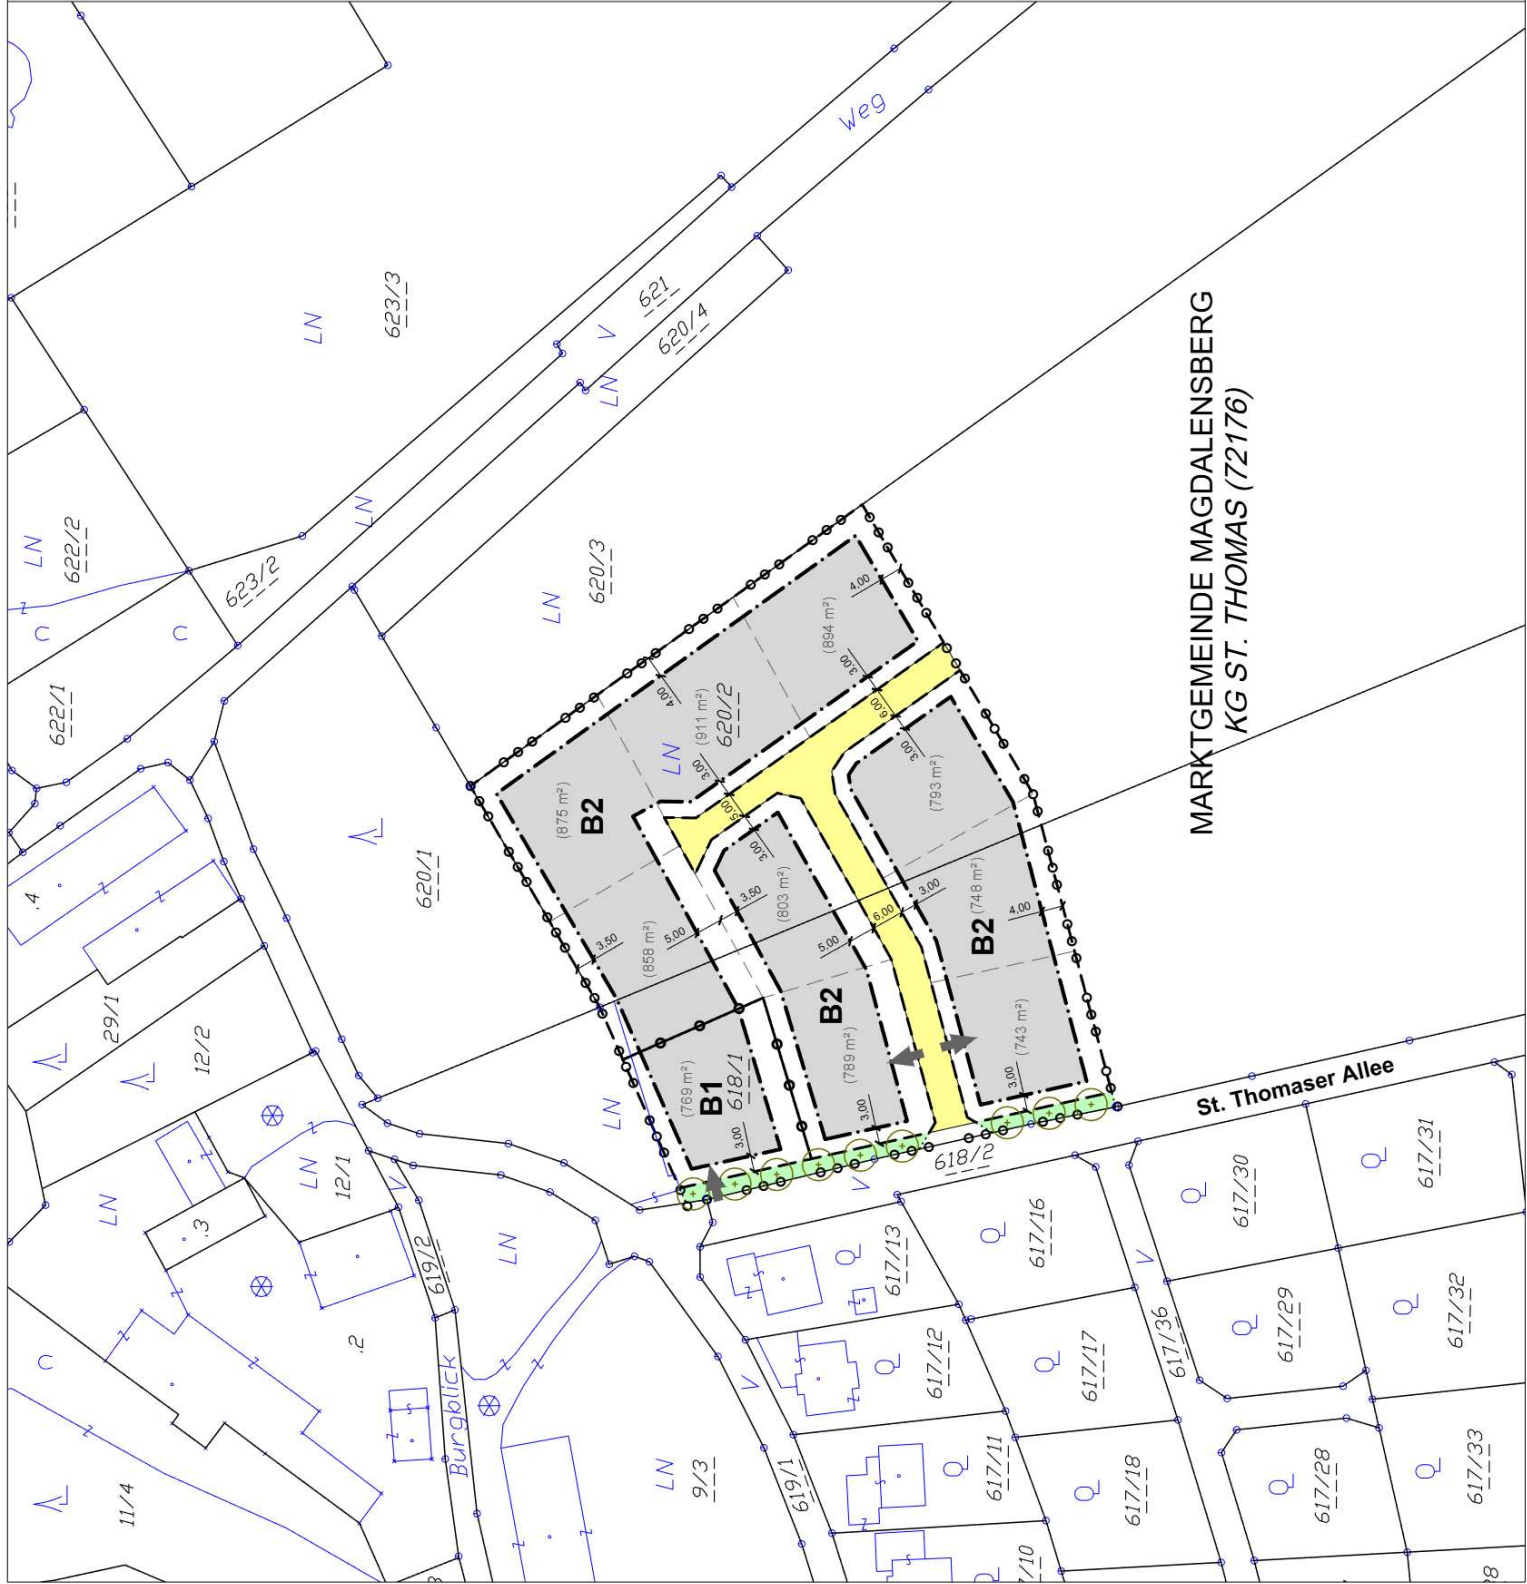 Weg
LN
623/3
621
V
620/4
LN
LN
622/2
C
C
623/2
LN
622/1
LN
620/3
MARKTGEMEINDE MAGDALENSBERG
KG ST. THOMAS (72176)
4,00
(894 m²)
3,00
6,00
3,00
4,00
(911 m²)
620/2
LN
3,00
5,00
3,00
(875 m²)
B2
(793 m²)
620/1
.4
(803 m²)
3,50
5,00
(858 m²)
3,50
3,00
6,00
5,00
(748 m²)
B2
4,00
29/1
12/2
B2
(789 m²)
(743 m²)
3,00
3,00
(769 m²)
B1
618/1
3,00
LN
618/2
V
St. Thomaser Allee
LN
.3
LN
12/1
V
619/2
LN
.2
Burgblick
C
11/4
LN
9/3
619/1
V
617/13
617/12
617/11
/10
617/16
617/17
617/18
617/36
V
617/30
617/29
617/28
617/31
617/32
617/33